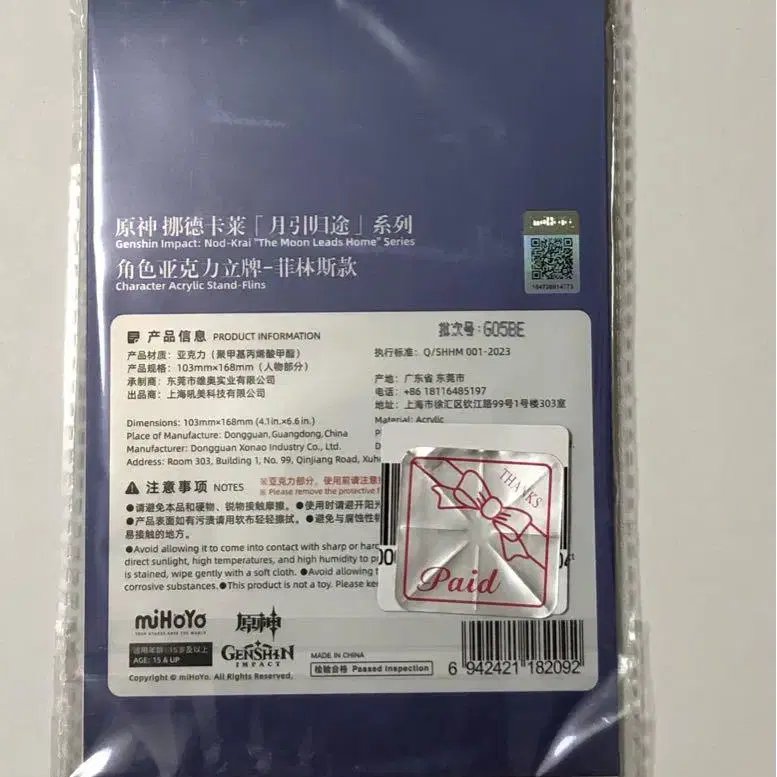 原神 挪德卡莱「月引归途」系列
Genshin Impact: Nod-Krai "The Moon Leads Home" Series
角色亚克力立牌-菲林斯款
Character Acrylic Stand-Flins
miHoYo
产品信息 PRODUCT INFORMATION
批次号:G05BE
产品材质:亚克力(聚甲基丙烯酸甲酯)
执行标准:Q/SHHM 001-2023
产品规格:103mm×168mm(人物部分)
承制商:东莞市雄奥实业有限公司
产地:广东省 东莞市
出品商:上海吼美科技有限公司
电话:+86 18116485197
地址:上海市徐汇区钦江路99号1号楼303室
Dimensions: 103mm×168mm (4.1in.×6.6in.)
Material: Acrylic
Place of Manufacture: Dongguan,Guangdong,China
Manufacturer: Dongguan Xonao Industry Co., Ltd.
Address: Room 303, Building 1, No. 99, Qinjiang Road,
注意事项 NOTES
※亚克力部分,使用前请注意
※ Please remove the protective
●请避免本品和硬物、锐物接触摩擦。●使用时请避开阳光
●产品表面如有污渍请用软布轻轻擦拭。●避免与腐蚀性
易接触的地方。
●Avoid allowing it to come into contact with sharp or
direct sunlight, high temperatures, and high humidity to
is stained, wipe gently with a soft cloth. ●Avoid allowing
corrosive substances.●This product is not a toy. Please
THANKS
Paid
miHoYo
TECH OTAKUS SAVE THE WORLD
原神
GENSHIN
IMPACT
适用年龄:15岁及以上
AGE: 15 & UP
MADE IN CHINA
检验合格 Passed Inspection
6 942421 182092
Copyright © miHoYo. All Rights Reserved.